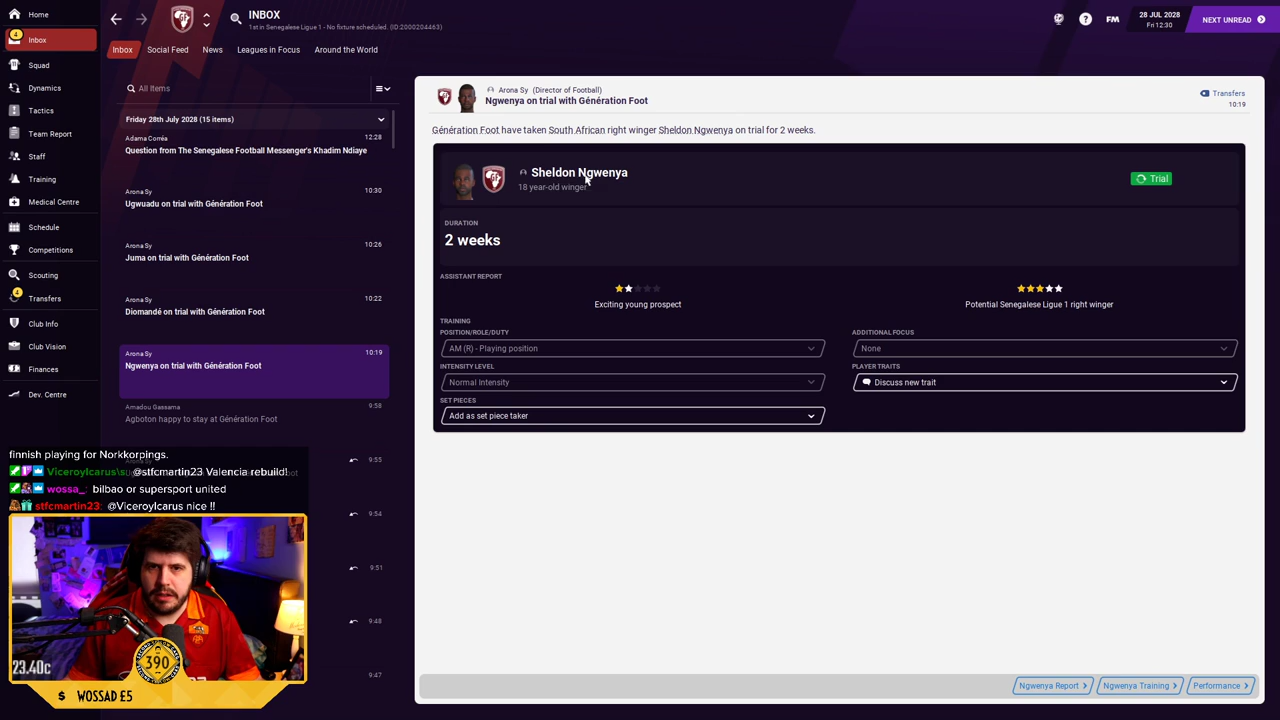 Home
4
Inbox
Squad
Dynamics
Tactics
Team Report
Staff
Training
Medical Centre
Schedule
Competitions
Scouting
4
Transfers
Club Info
Club Vision
Finances
Dev. Centre
INBOX
1st in Senegalese Ligue 1 - No fixture scheduled. (ID:2000204463)
FM
28 JUL 2028
Fri 12:30
NEXT UNREAD
Inbox
Social Feed
News
Leagues in Focus
Around the World
All Items
Friday 28th July 2028 (15 items)
Adama Corréa
12:28
Question from The Senegalese Football Messenger's Khadim Ndiaye
Arona Sy
10:30
Ugwuadu on trial with Génération Foot
Arona Sy
10:26
Juma on trial with Génération Foot
Arona Sy
10:22
Diomandé on trial with Génération Foot
Arona Sy
10:19
Ngwenya on trial with Génération Foot
Amadou Gassama
9:58
Agboton happy to stay at Génération Foot
9:55
9:54
9:51
9:48
9:47
Arona Sy (Director of Football)
Ngwenya on trial with Génération Foot
Transfers
10:19
Génération Foot have taken South African right winger Sheldon Ngwenya on trial for 2 weeks.
Sheldon Ngwenya
18 year-old winger
Trial
DURATION
2 weeks
ASSISTANT REPORT
Exciting young prospect
Potential Senegalese Ligue 1 right winger
TRAINING
POSITION/ROLE/DUTY
AM (R) - Playing position
ADDITIONAL FOCUS
None
INTENSITY LEVEL
Normal Intensity
PLAYER TRAITS
Discuss new trait
SET PIECES
Add as set piece taker
Ngwenya Report
Ngwenya Training
Performance
finnish playing for Norkkorpings.
ViceroyIcarus\s: @stfcmartin23 Valencia rebuild!
wossa_: bilbao or supersport united
stfcmartin23: @ViceroyIcarus nice !!
390
23.40c
$ WOSSAD £5